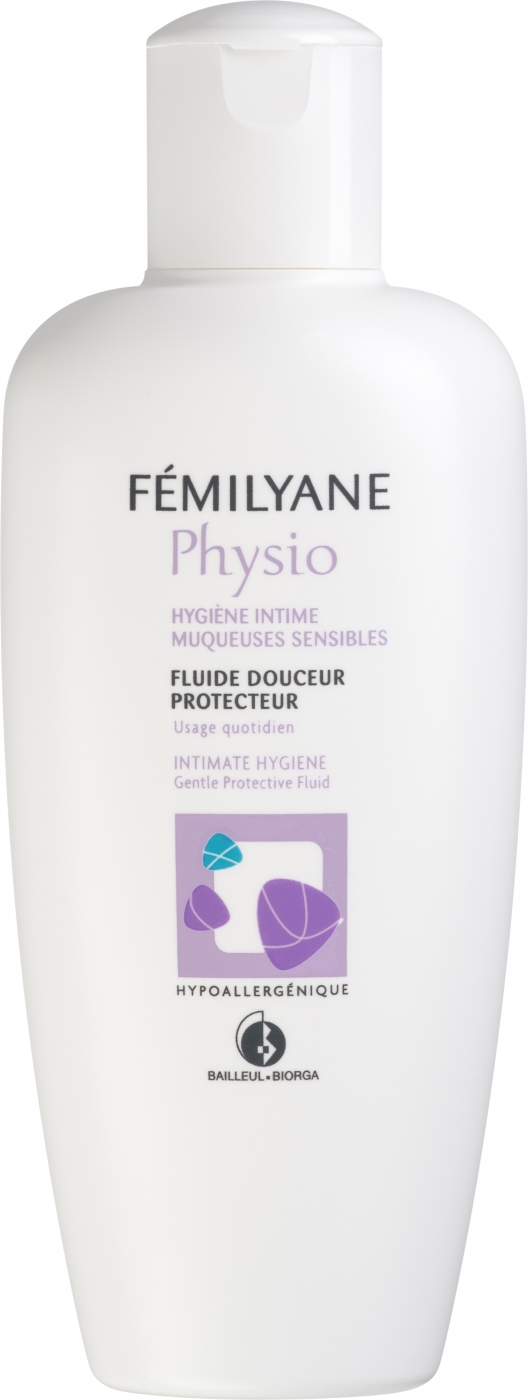 FÉMILYANE
Physio
HYGIÈNE INTIME
MUQUEUSES SENSIBLES
FLUIDE DOUCEUR
PROTECTEUR
Usage quotidien
INTIMATE HYGIENE
Gentle Protective Fluid
HYPOALLERGÉNIQUE
BAILLEUL.BIORGA